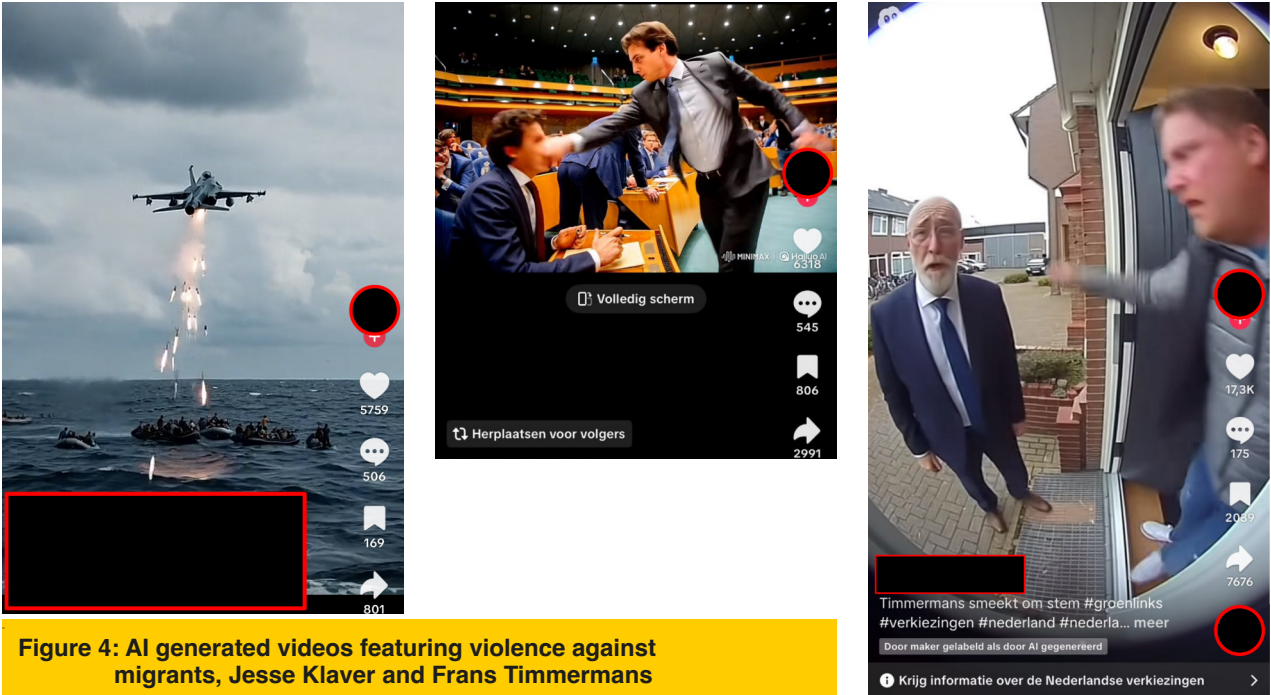 5759
506
169
801
MINIMAX | Hailuo AI
6318
Volledig scherm
545
806
Herplaatsen voor volgers
2991
17,3K
175
2039
7676
Timmermans smeekt om stem #groenlinks
#verkiezingen #nederland #nederla... meer
Door maker gelabeld als door AI gegenereerd
Krijg informatie over de Nederlandse verkiezingen
Figure 4: AI generated videos featuring violence against
migrants, Jesse Klaver and Frans Timmermans